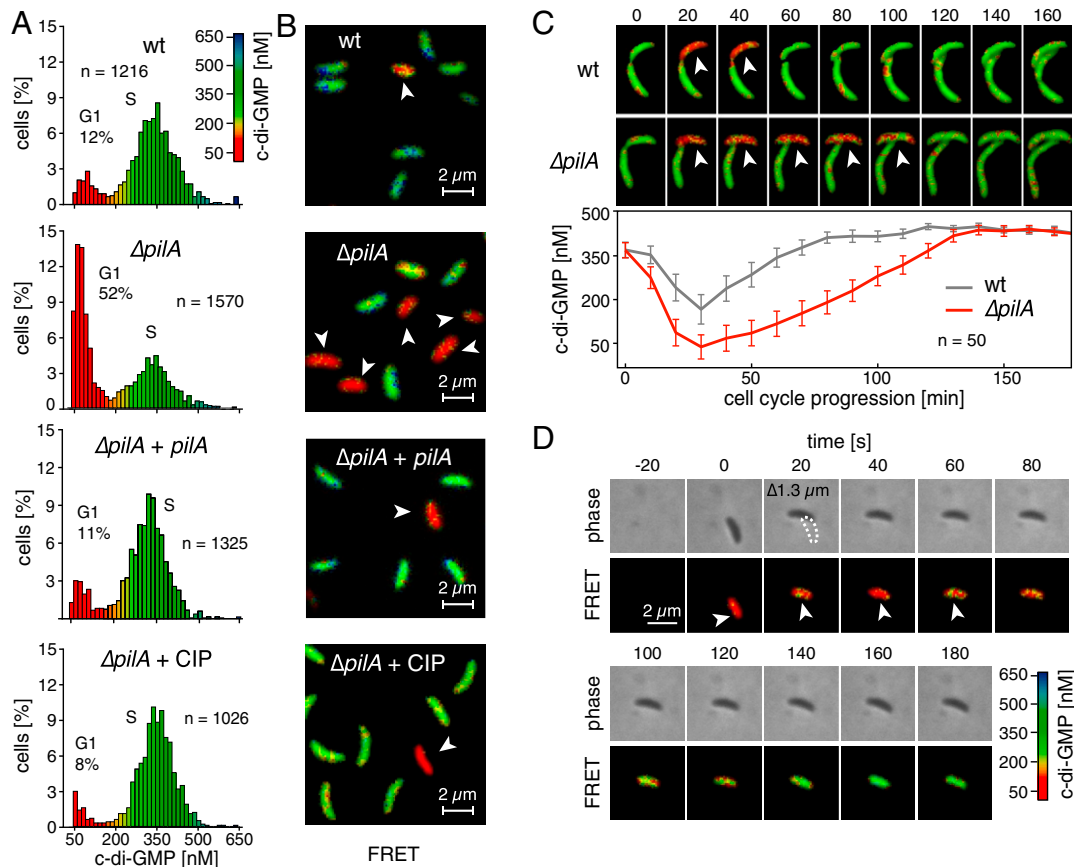 A
wt
n = 1216
S
G1
12%
cells [%]
15
12
9
6
3
0
650
500
350
200
50
c-di-GMP [nM]
ΔpilA
G1
52%
n = 1570
S
cells [%]
15
12
9
6
3
0
ΔpilA + pilA
G1
11%
S
n = 1325
cells [%]
15
12
9
6
3
ΔpilA + CIP
S
n = 1026
G1
8%
cells [%]
15
12
9
6
3
0
50 200 350 500 650
c-di-GMP [nM]
B
wt
2 µm
ΔpilA
2 µm
ΔpilA + pilA
2 µm
ΔpilA + CIP
2 µm
FRET
C
0 20 40 60 80 100 120 140 160
wt
ΔpilA
c-di-GMP [nM]
500
350
200
50
wt
ΔpilA
n = 50
0 50 100 150
cell cycle progression [min]
D
time [s]
-20 0 20 40 60 80
phase
Δ1.3 µm
FRET
2 µm
100 120 140 160 180
phase
FRET
650
500
350
200
50
c-di-GMP [nM]